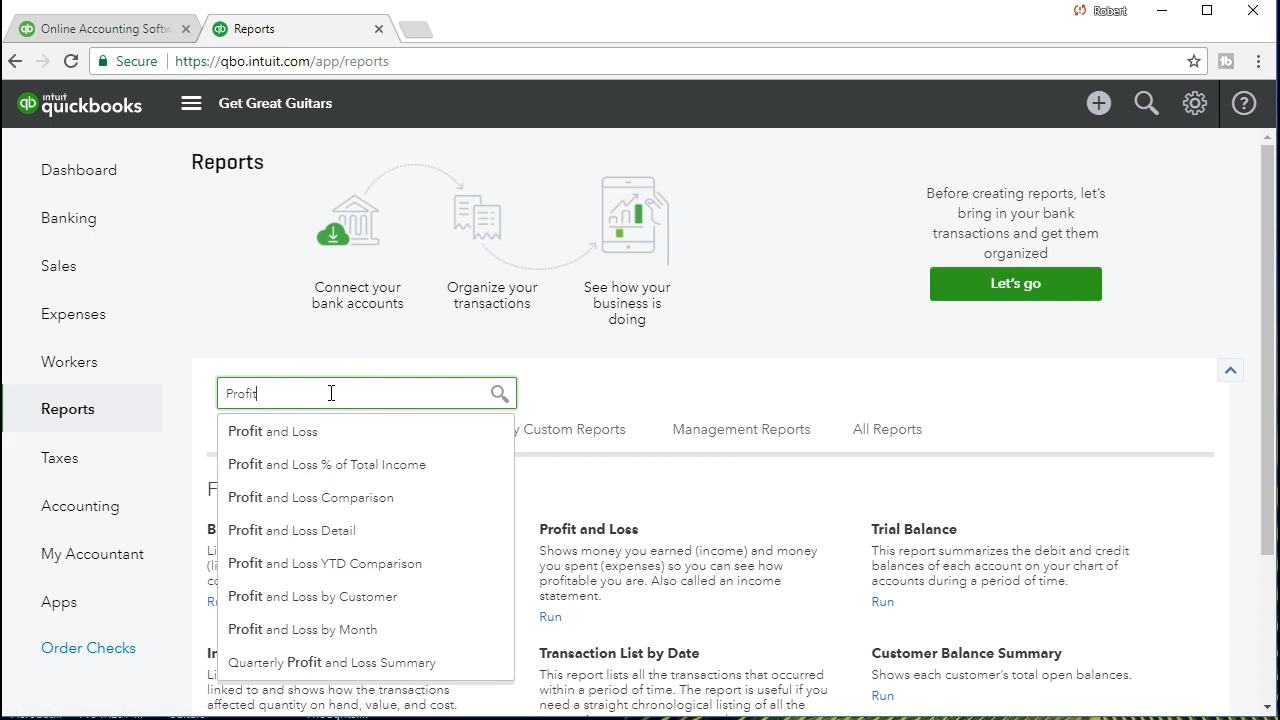 Robert
Online Accounting Softw
Reports
Secure
https://qbo.intuit.com/app/reports
intuit
quickbooks
Get Great Guitars
Dashboard
Banking
Sales
Expenses
Workers
Reports
Taxes
Accounting
My Accountant
Apps
Order Checks
Reports
Connect your
bank accounts
Organize your
transactions
See how your
business is
doing
Before creating reports, let's
bring in your bank
transactions and get them
organized
Let's go
Profit
Profit and Loss
Profit and Loss % of Total Income
Profit and Loss Comparison
Profit and Loss Detail
Profit and Loss YTD Comparison
Profit and Loss by Customer
Profit and Loss by Month
Quarterly Profit and Loss Summary
y Custom Reports
Management Reports
All Reports
Profit and Loss
Shows money you earned (income) and money
you spent (expenses) so you can see how
profitable you are. Also called an income
statement.
Run
Trial Balance
This report summarizes the debit and credit
balances of each account on your chart of
accounts during a period of time.
Run
linked to and shows how the transactions
affected quantity on hand, value, and cost.
Transaction List by Date
This report lists all the transactions that occurred
within a period of time. The report is useful if you
need a straight chronological listing of all the
Customer Balance Summary
Shows each customer's total open balances.
Run